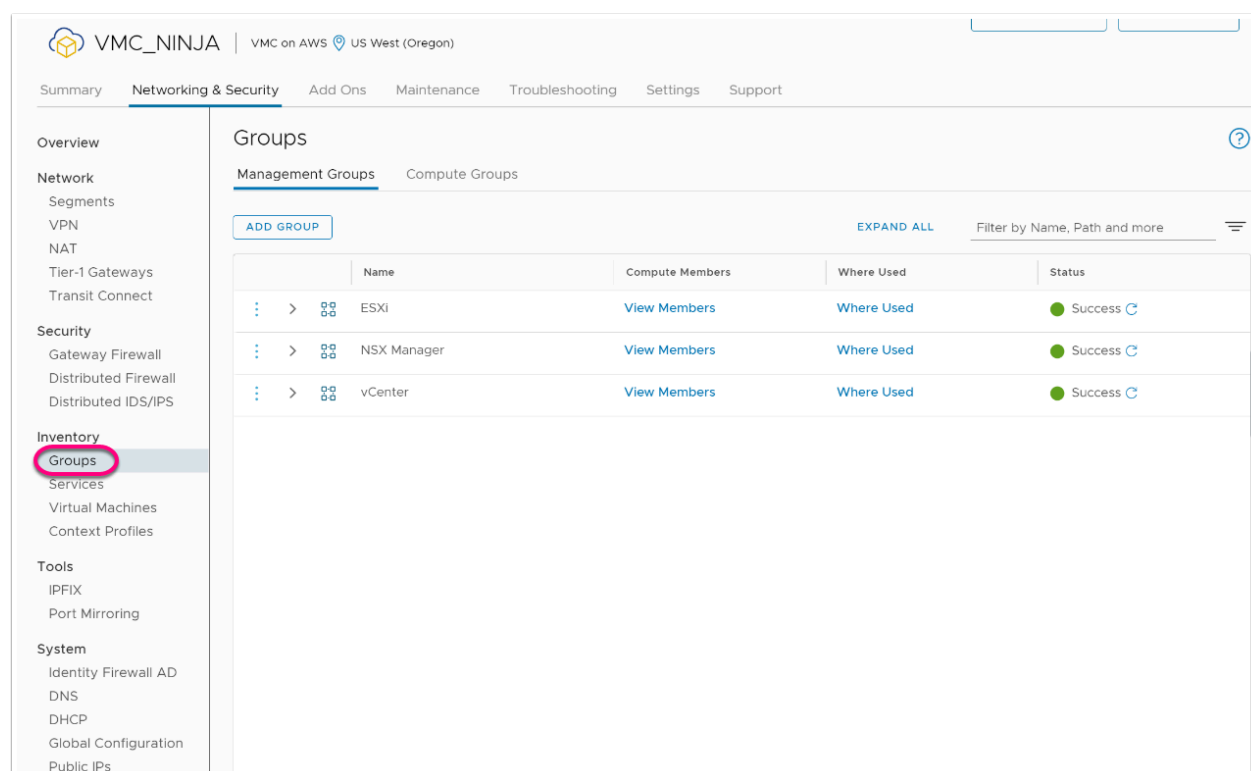 VMC_NINJA | VMC on AWS US West (Oregon)
Summary Networking & Security Add Ons Maintenance Troubleshooting Settings Support
Overview
Network
Segments
VPN
NAT
Tier-1 Gateways
Transit Connect
Security
Gateway Firewall
Distributed Firewall
Distributed IDS/IPS
Inventory
Groups
Services
Virtual Machines
Context Profiles
Tools
IPFIX
Port Mirroring
System
Identity Firewall AD
DNS
DHCP
Global Configuration
Public IPs
Groups
?
Management Groups Compute Groups
ADD GROUP EXPAND ALL Filter by Name, Path and more
Name Compute Members Where Used Status
ESXi View Members Where Used Success
NSX Manager View Members Where Used Success
vCenter View Members Where Used Success